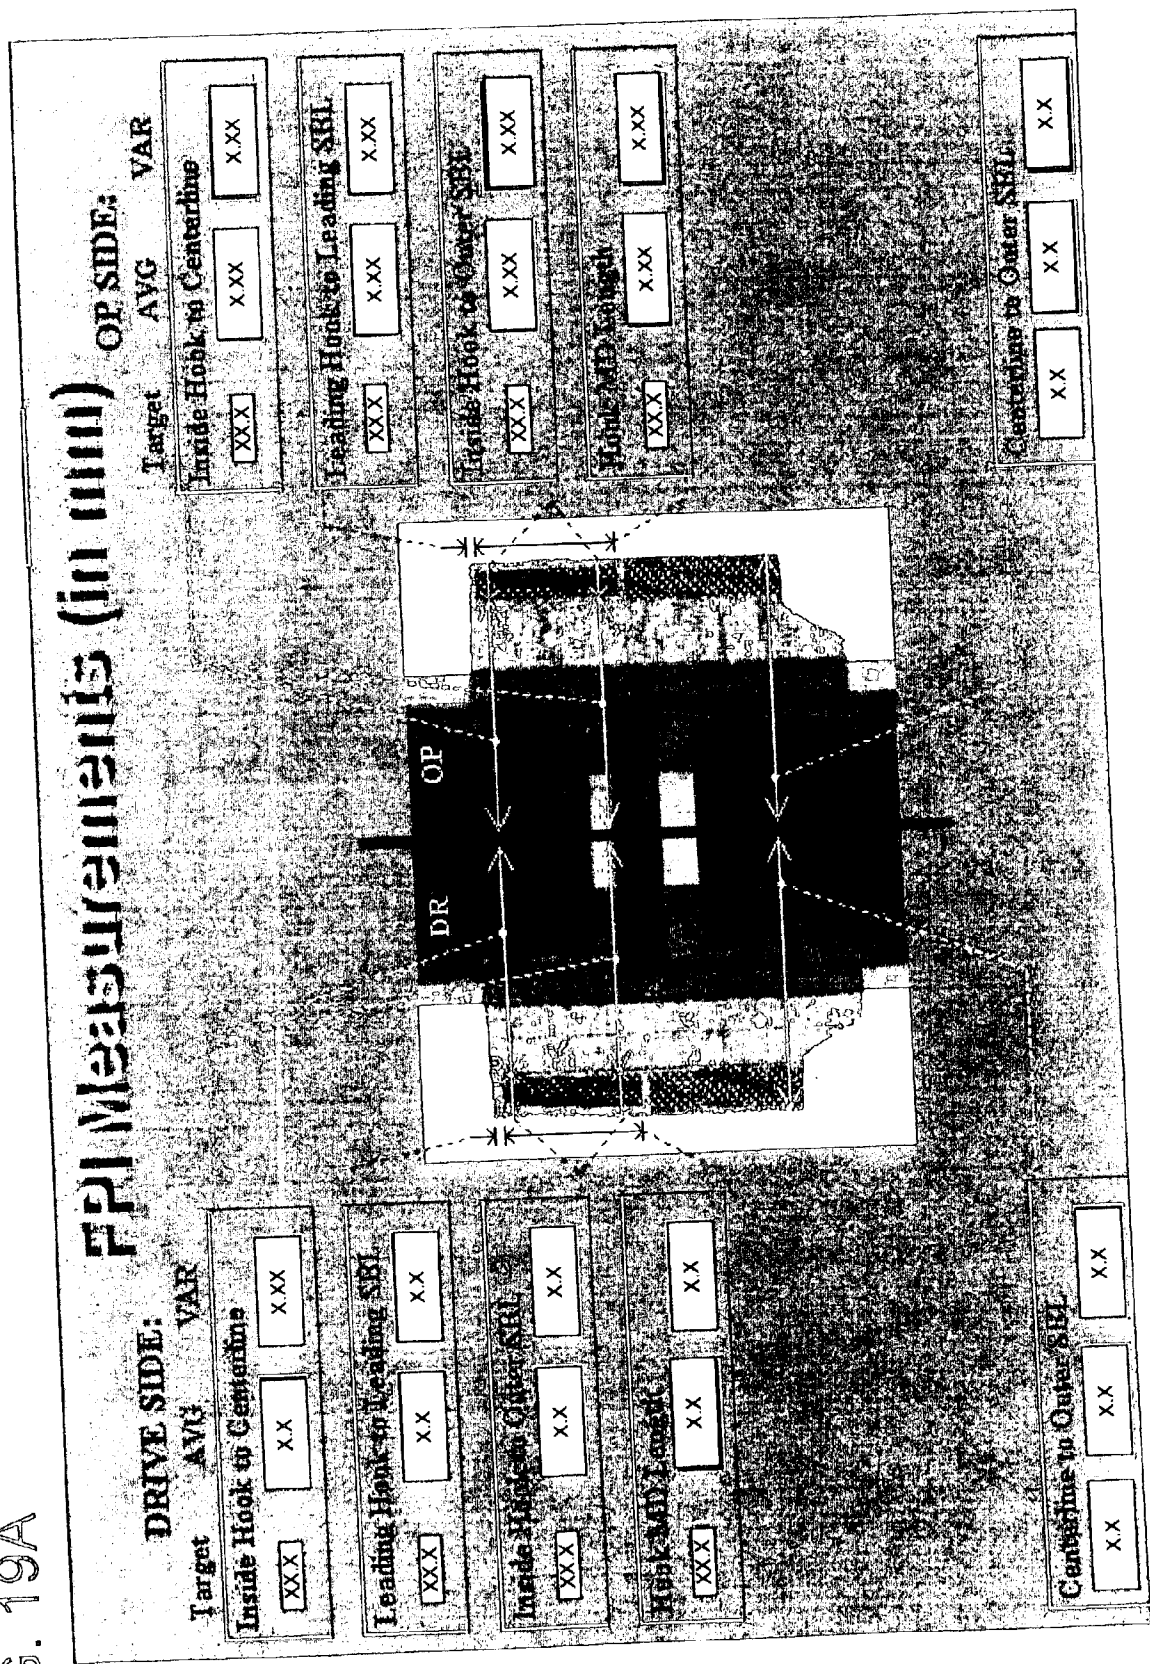 G. 19A
FPI Measurements (in mm)
DRIVE SIDE:
Target AVG VAR
Inside Hook to Centerline
XX.X X.X X.XX
Leading Hook to Leading SBL
XX.X X.X X.X
Inside Hook to Outer SBL
XX.X X.X X.X
Hook MD Length
XX.X X.X X.X
Centerline to Outer SBL
X.X X.X X.X
DR OP
OP SIDE:
Target AVG VAR
Inside Hook to Centerline
XX.X X.XX X.XX
Leading Hook to Leading SBL
XX.X X.XX X.XX
Inside Hook to Outer SBL
XX.X X.XX X.XX
Hook MD Length
XX.X X.XX X.XX
Centerline to Outer SBL
X.X X.X X.X